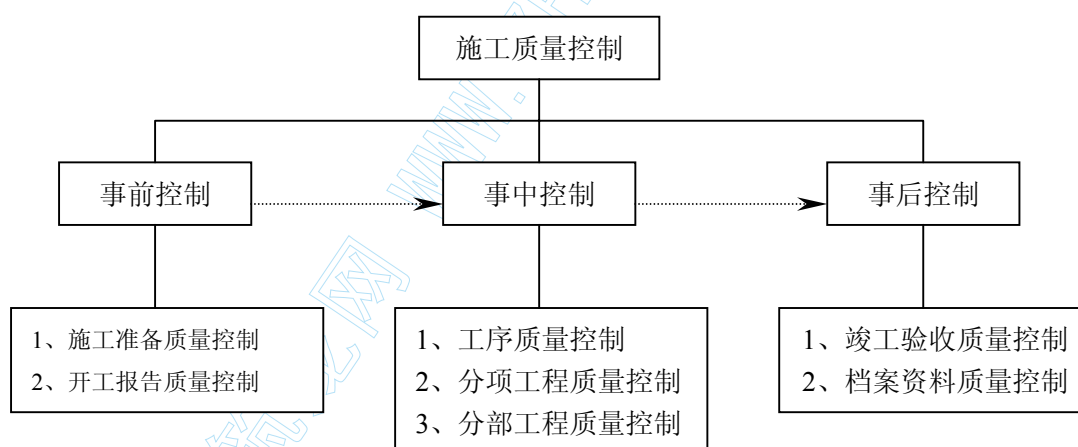 施工质量控制
事前控制
事中控制
事后控制
1、施工准备质量控制
2、开工报告质量控制
1、工序质量控制
2、分项工程质量控制
3、分部工程质量控制
1、竣工验收质量控制
2、档案资料质量控制